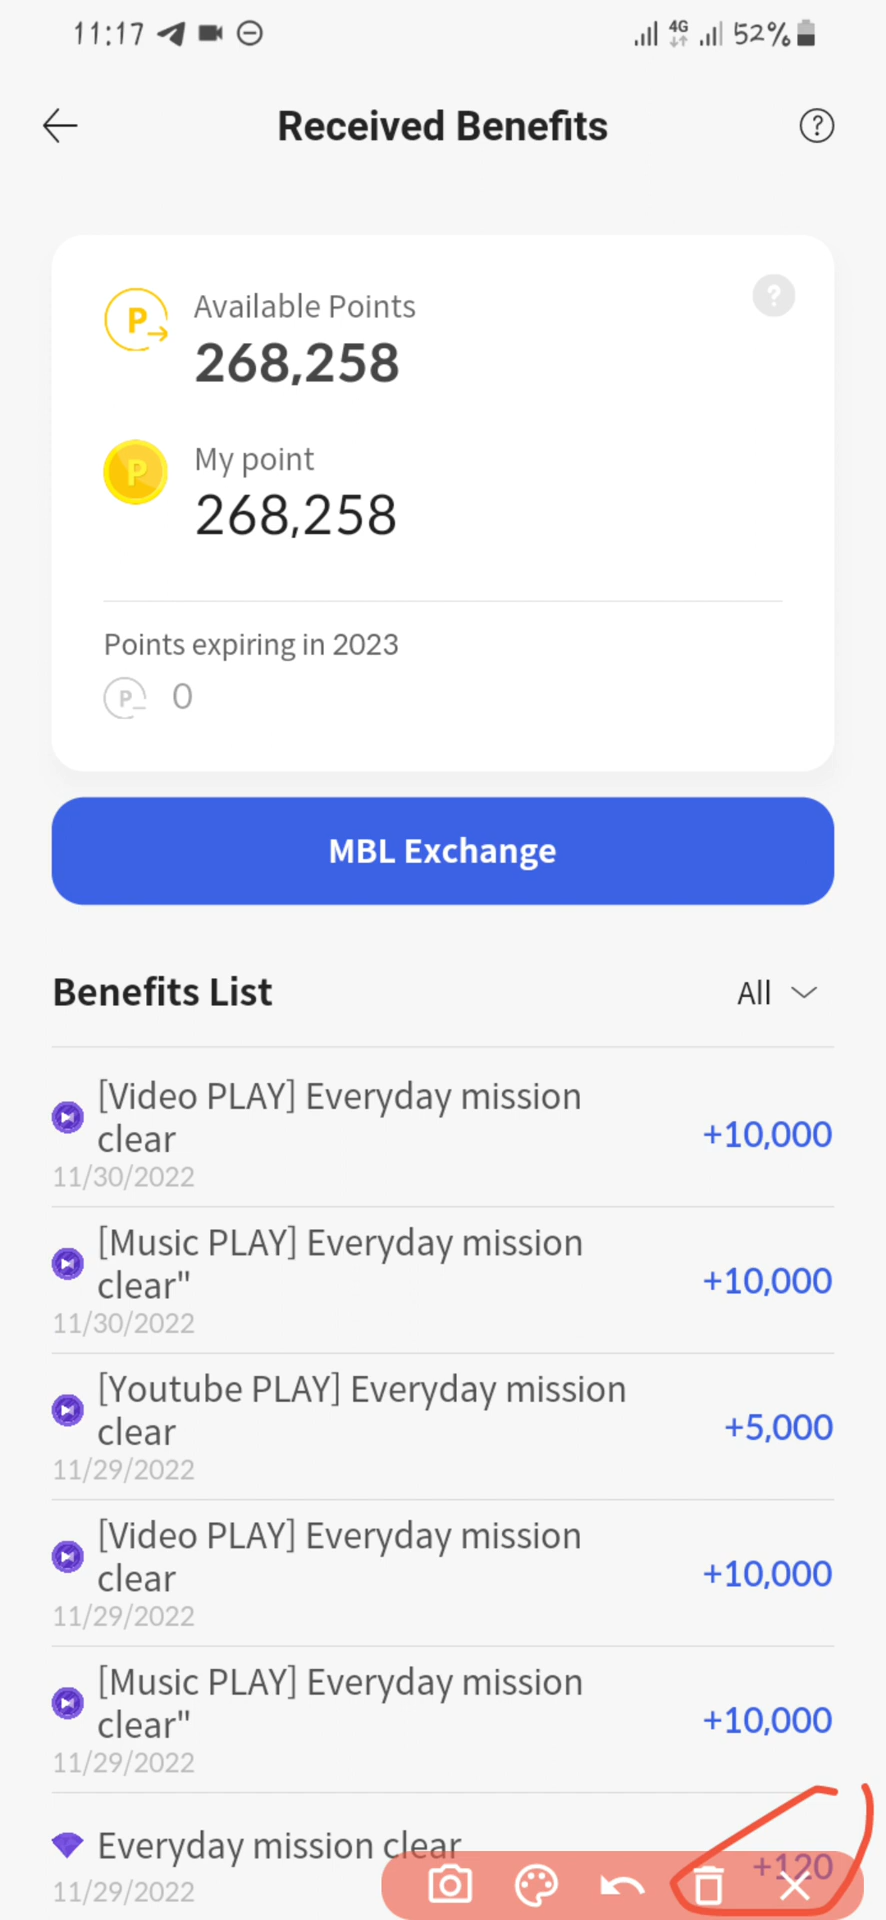 11:17 4G 52%
Received Benefits
Available Points
268,258
My point
268,258
Points expiring in 2023
0
MBL Exchange
Benefits List All
[Video PLAY] Everyday mission
clear
+10,000
11/30/2022
[Music PLAY] Everyday mission
clear"
+10,000
11/30/2022
[Youtube PLAY] Everyday mission
clear
+5,000
11/29/2022
[Video PLAY] Everyday mission
clear
+10,000
11/29/2022
[Music PLAY] Everyday mission
clear"
+10,000
11/29/2022
Everyday mission clear
+120
11/29/2022